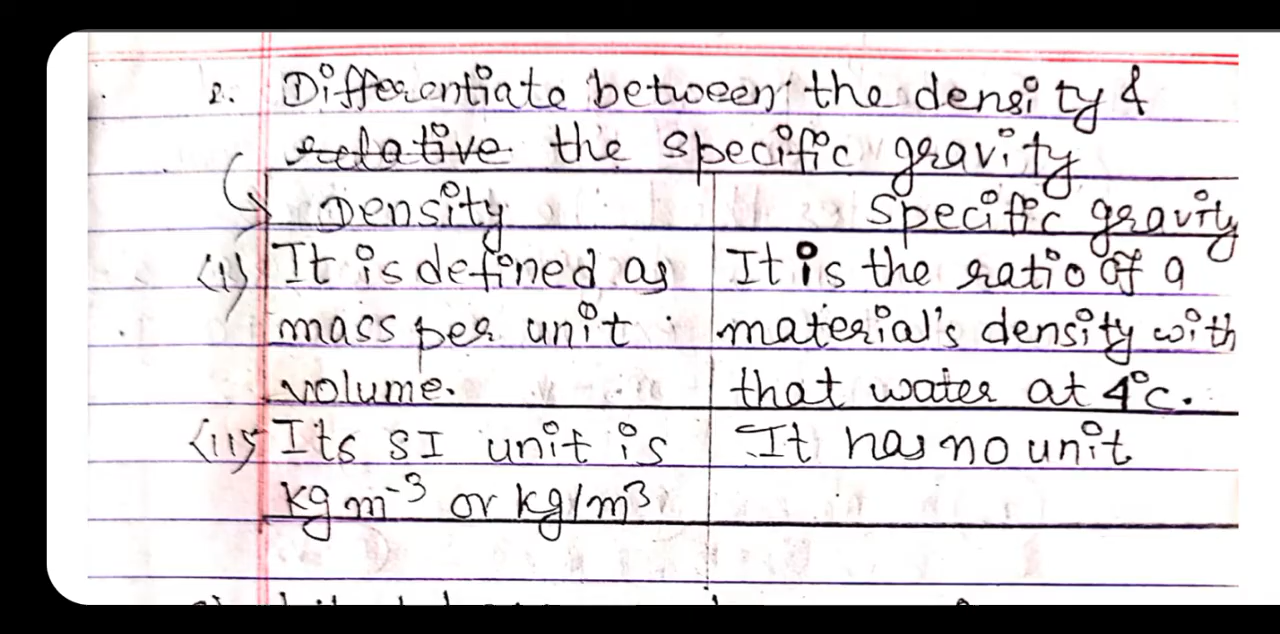 2. Differentiate between the density &
relative the specific gravity
Density
Specific gravity
(i) It is defined as
mass per unit
volume.
It is the ratio of a
material's density with
that water at 4°c.
(ii) Its SI unit is
kg m⁻³ or kg/m³
It has no unit